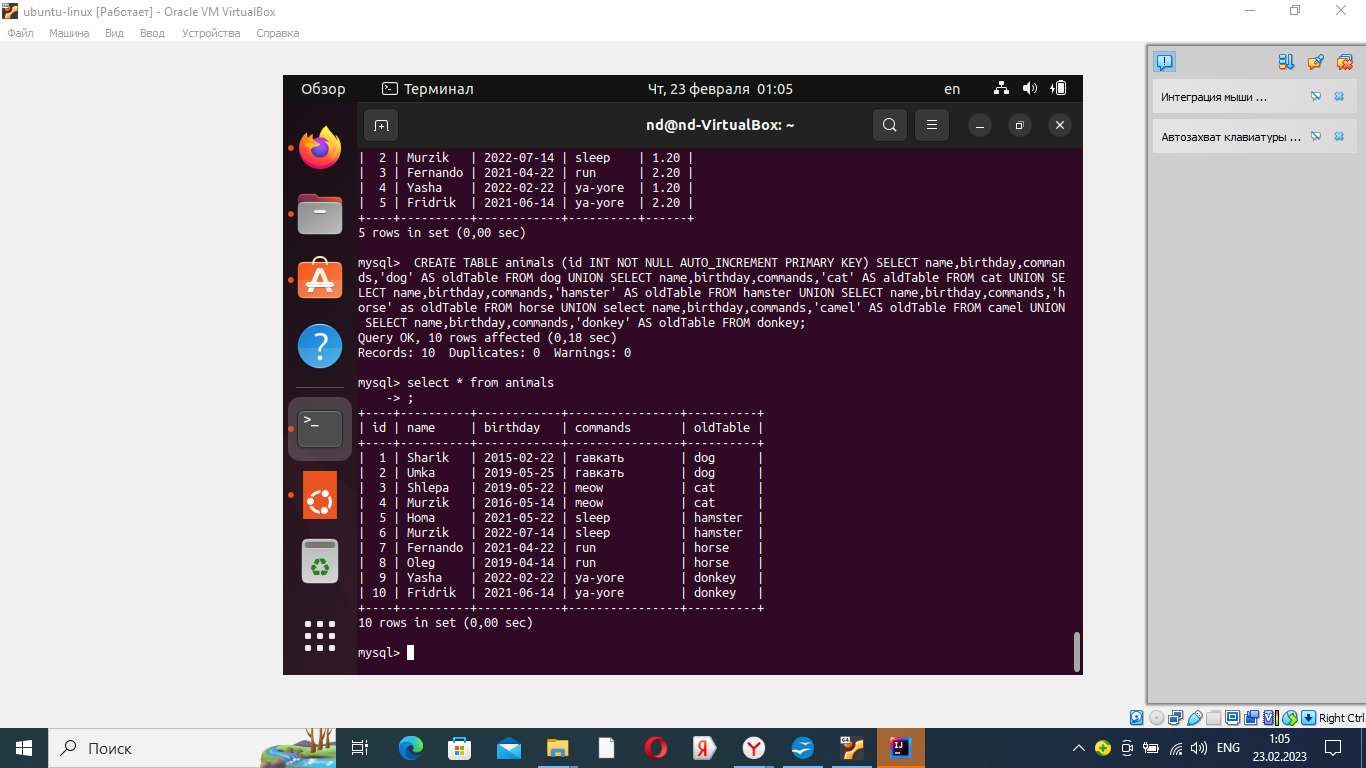 ubuntu-linux [Работает] - Oracle VM VirtualBox
Файл Машина Вид Ввод Устройства Справка
Обзор Терминал Чт, 23 февраля 01:05 en
nd@nd-VirtualBox: ~
Интеграция мыши ...
Автозахват клавиатуры ...
|  2 | Murzik   | 2022-07-14 | sleep    | 1.20 |
|  3 | Fernando | 2021-04-22 | run      | 2.20 |
|  4 | Yasha    | 2022-02-22 | ya-yore  | 1.20 |
|  5 | Fridrik  | 2021-06-14 | ya-yore  | 2.20 |
+----+----------+------------+----------+------+
5 rows in set (0,00 sec)
mysql>  CREATE TABLE animals (id INT NOT NULL AUTO_INCREMENT PRIMARY KEY) SELECT name,birthday,comman
ds,'dog' AS oldTable FROM dog UNION SELECT name,birthday,commands,'cat' AS aldTable FROM cat UNION SE
LECT name,birthday,commands,'hamster' AS oldTable FROM hamster UNION SELECT name,birthday,commands,'h
orse' as oldTable FROM horse UNION select name,birthday,commands,'camel' AS oldTable FROM camel UNION
 SELECT name,birthday,commands,'donkey' AS oldTable FROM donkey;
Query OK, 10 rows affected (0,18 sec)
Records: 10  Duplicates: 0  Warnings: 0
mysql> select * from animals
    -> ;
+----+----------+------------+----------------+----------+
| id | name     | birthday   | commands       | oldTable |
+----+----------+------------+----------------+----------+
|  1 | Sharik   | 2015-02-22 | гавкать        | dog      |
|  2 | Umka     | 2019-05-25 | гавкать        | dog      |
|  3 | Shlepa   | 2019-05-22 | meow           | cat      |
|  4 | Murzik   | 2016-05-14 | meow           | cat      |
|  5 | Homa     | 2021-05-22 | sleep          | hamster  |
|  6 | Murzik   | 2022-07-14 | sleep          | hamster  |
|  7 | Fernando | 2021-04-22 | run            | horse    |
|  8 | Oleg     | 2019-04-14 | run            | horse    |
|  9 | Yasha    | 2022-02-22 | ya-yore        | donkey   |
| 10 | Fridrik  | 2021-06-14 | ya-yore        | donkey   |
+----+----------+------------+----------------+----------+
10 rows in set (0,00 sec)
mysql>
Right Ctrl
Поиск
ENG
1:05
23.02.2023